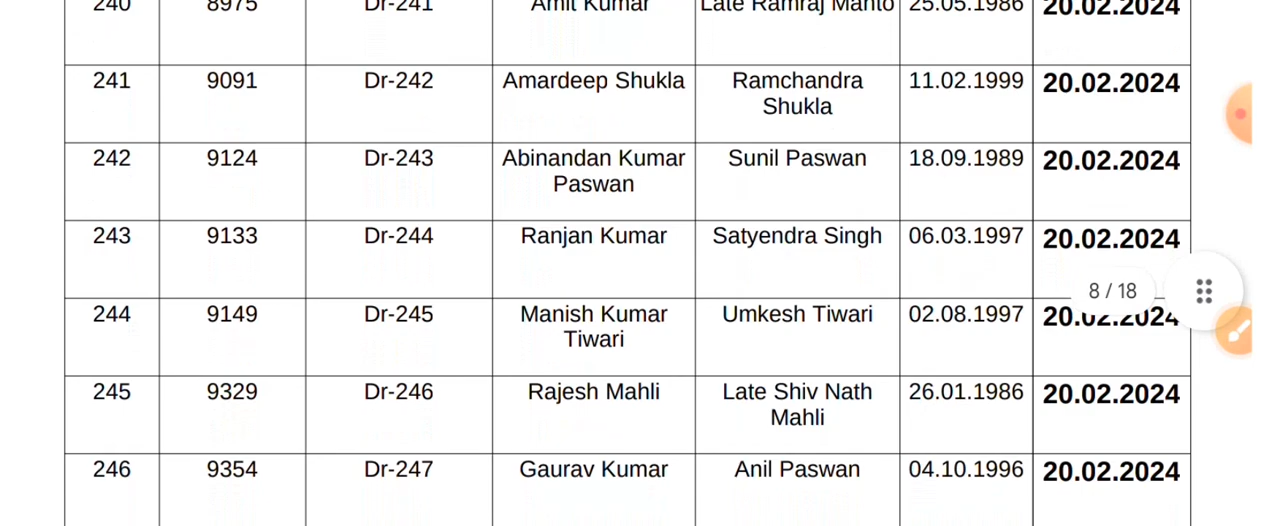 240 8975 Dr-241 Amit Kumar Late Ramraj Mahto 25.05.1986 20.02.2024
241 9091 Dr-242 Amardeep Shukla Ramchandra 11.02.1999 20.02.2024
Shukla
242 9124 Dr-243 Abinandan Kumar Sunil Paswan 18.09.1989 20.02.2024
Paswan
243 9133 Dr-244 Ranjan Kumar Satyendra Singh 06.03.1997 20.02.2024
8 / 18
244 9149 Dr-245 Manish Kumar Umkesh Tiwari 02.08.1997 20.02.2024
Tiwari
245 9329 Dr-246 Rajesh Mahli Late Shiv Nath 26.01.1986 20.02.2024
Mahli
246 9354 Dr-247 Gaurav Kumar Anil Paswan 04.10.1996 20.02.2024